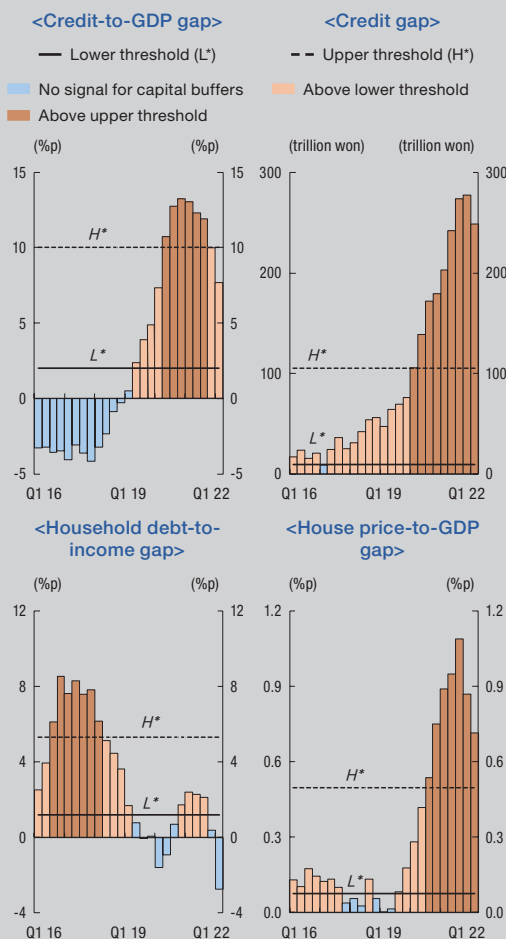 <Credit-to-GDP gap> <Credit gap>
Lower threshold (L*) Upper threshold (H*)
No signal for capital buffers Above lower threshold
Above upper threshold
(%p) (%p) (trillion won) (trillion won)
15 15 300 300
H*
10 10
200 200
5 5
H*
L*
0 0 100 100
L*
-5 -5 0 0
Q1 16 Q1 19 Q1 22 Q1 16 Q1 19 Q1 22
<Household debt-to- <House price-to-GDP
income gap> gap>
(%p) (%p) (%p) (%p)
12 12 1.2 1.2
8 8 0.9 0.9
H*
4 4 0.6 0.6
H*
L*
0 0 0.3 0.3
L*
-4 -4 0.0 0.0
Q1 16 Q1 19 Q1 22 Q1 16 Q1 19 Q1 22